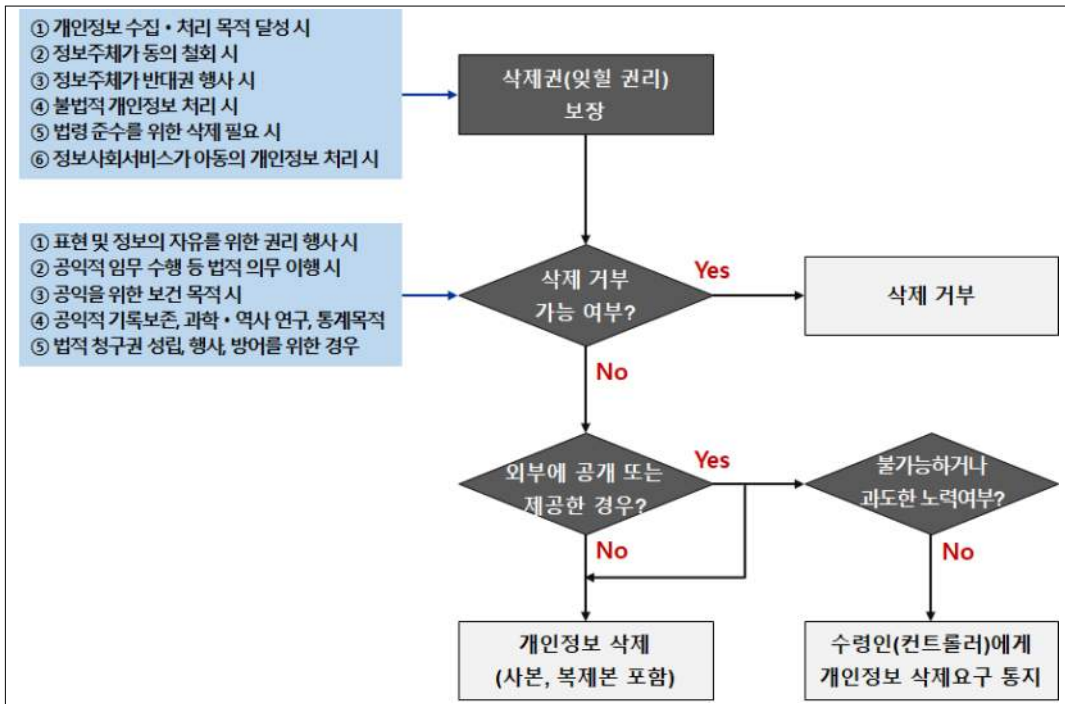 ① 개인정보 수집・처리 목적 달성 시
② 정보주체가 동의 철회 시
③ 정보주체가 반대권 행사 시
④ 불법적 개인정보 처리 시
⑤ 법령 준수를 위한 삭제 필요 시
⑥ 정보사회서비스가 아동의 개인정보 처리 시
삭제권(잊힐 권리)
보장
① 표현 및 정보의 자유를 위한 권리 행사 시
② 공익적 임무 수행 등 법적 의무 이행 시
③ 공익을 위한 보건 목적 시
④ 공익적 기록보존, 과학・역사 연구, 통계목적
⑤ 법적 청구권 성립, 행사, 방어를 위한 경우
삭제 거부
가능 여부?
Yes
삭제 거부
No
외부에 공개 또는
제공한 경우?
Yes
불가능하거나
과도한 노력여부?
No
No
개인정보 삭제
(사본, 복제본 포함)
수령인(컨트롤러)에게
개인정보 삭제요구 통지